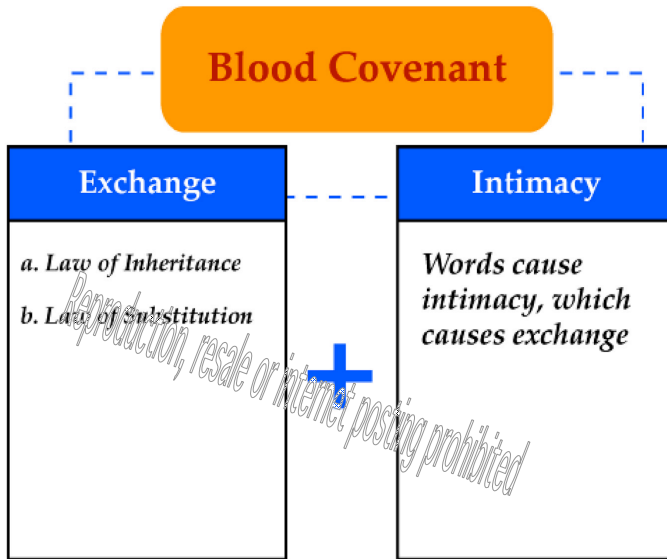 Blood Covenant
Exchange
a. Law of Inheritance
b. Law of Substitution
Intimacy
Words cause
intimacy, which
causes exchange
Reproduction, resale or internet posting prohibited